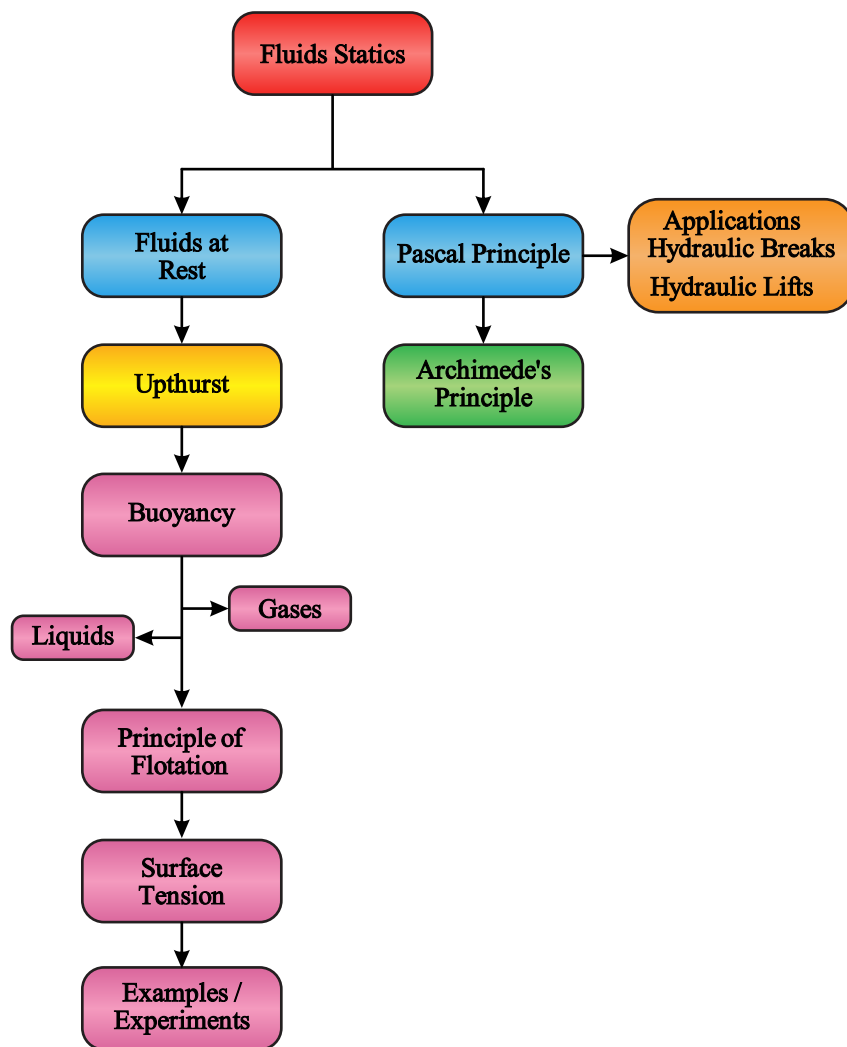 Fluids Statics
Fluids at
Rest
Pascal Principle
Applications
Hydraulic Breaks
Hydraulic Lifts
Upthurst
Archimede's
Principle
Buoyancy
Gases
Liquids
Principle of
Flotation
Surface
Tension
Examples /
Experiments